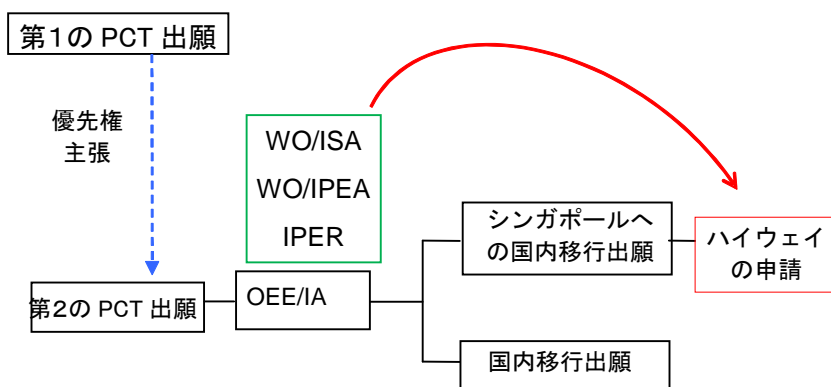 第1の PCT 出願
優先権
主張
WO/ISA
WO/IPEA
IPER
シンガポールへ
の国内移行出願
ハイウェイ
の申請
第2の PCT 出願
OEE/IA
国内移行出願